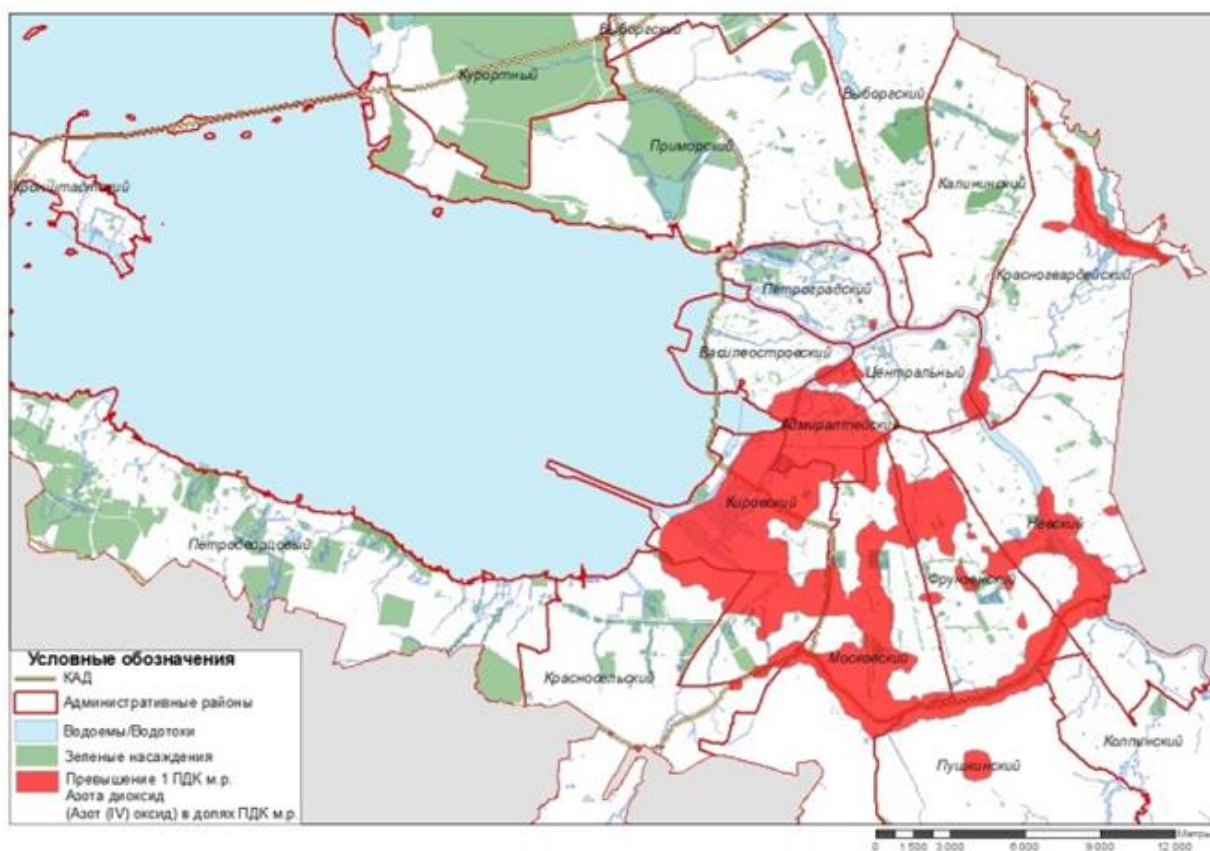 Выборгский
Курортный
Выборгский
Приморский
Калининский
Кронштадтский
Красногвардейский
Петроградский
Василеостровский
Центральный
Адмиралтейский
Кировский
Невский
Петродворцовый
Фрунзенский
Московский
Красносельский
Колпинский
Пушкинский
Условные обозначения
КАД
Административные районы
Водоемы/Водотоки
Зеленые насаждения
Превышение 1 ПДК м.р.
Азота диоксид
(Азот (IV) оксид) в долях ПДК м.р.
Метры
0 1 500 3 000 6 000 9 000 12 000